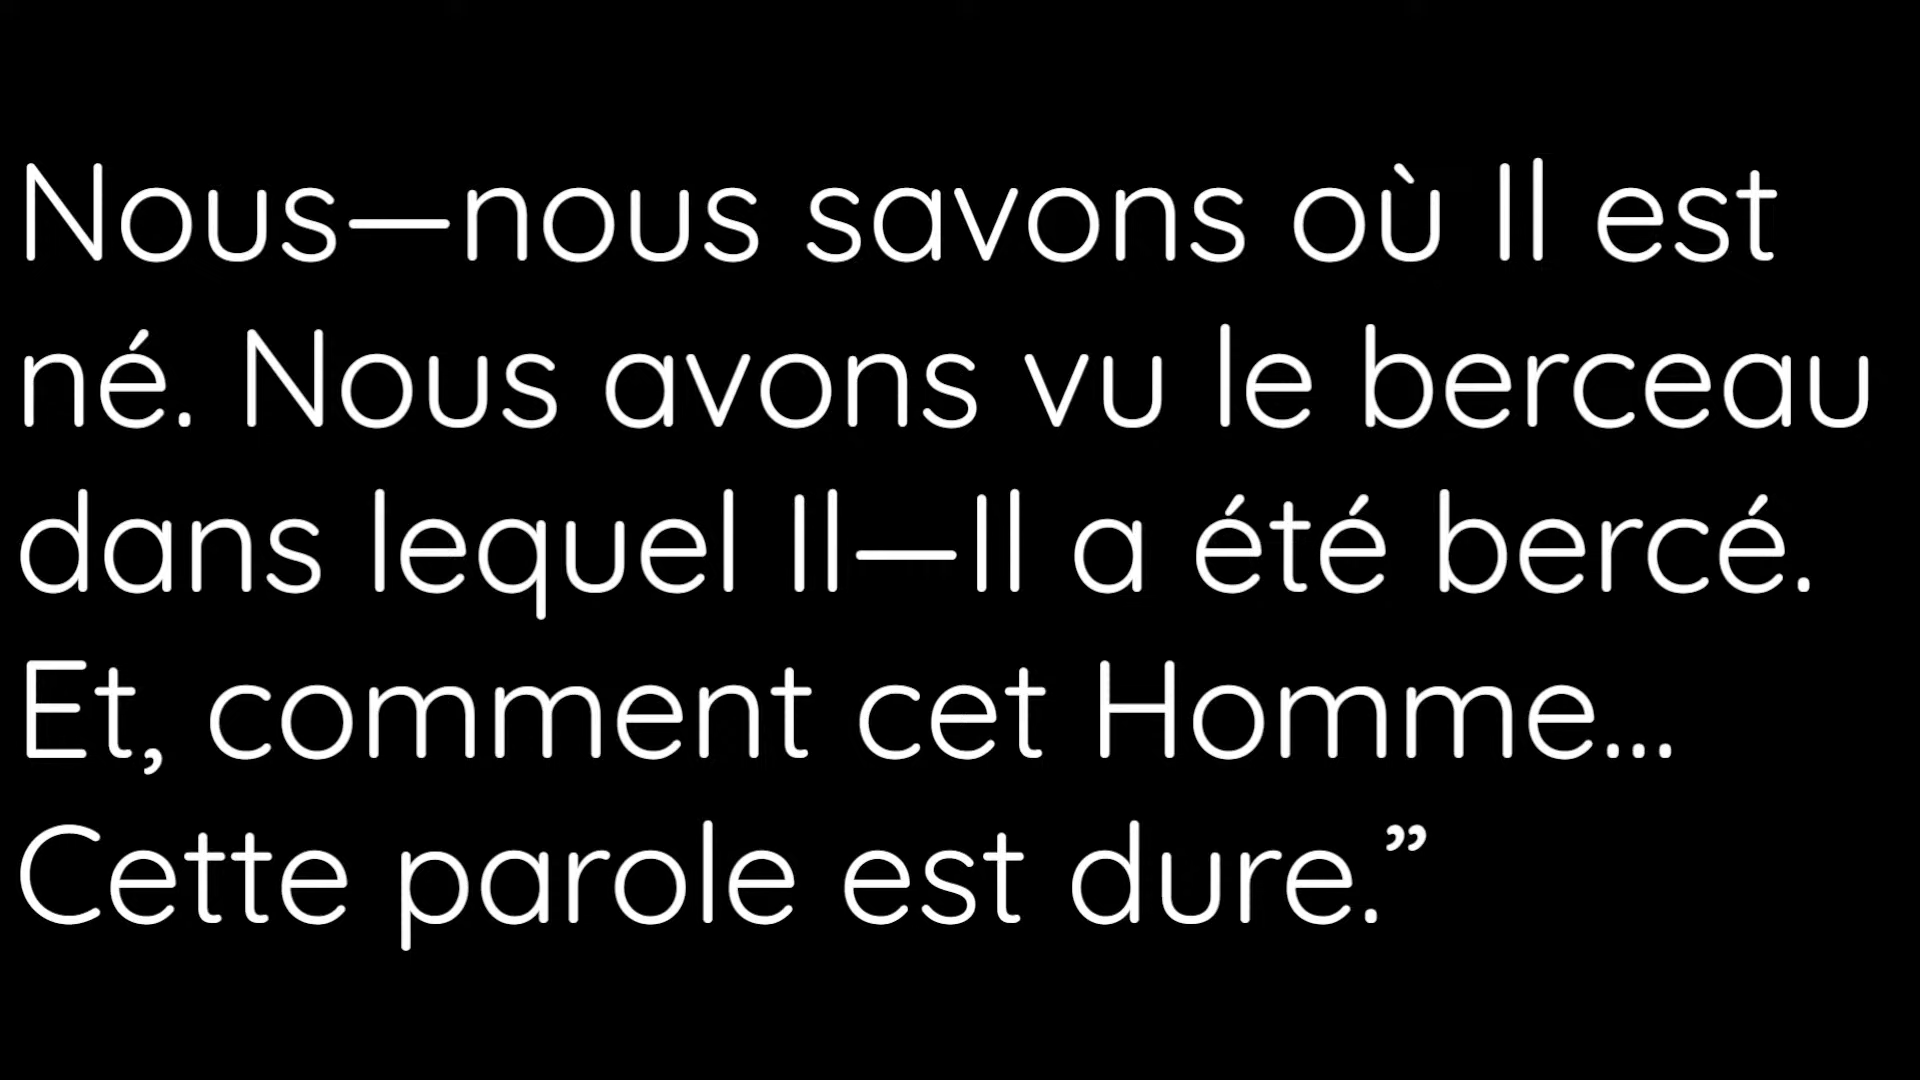 Nous—nous savons où Il est
né. Nous avons vu le berceau
dans lequel Il—Il a été bercé.
Et, comment cet Homme...
Cette parole est dure.”